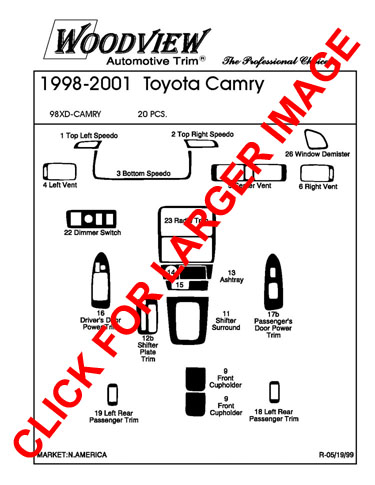 WOODVIEW
Automotive Trim®
The Professional Choice
1998-2001 Toyota Camry
98XD-CAMRY 20 PCS.
1 Top Left Speedo
2 Top Right Speedo
26 Window Demister
3 Bottom Speedo
4 Left Vent
5 Center Vent
6 Right Vent
23 Radio Trim
22 Dimmer Switch
14
13
Ashtray
15
16
Driver's Door
Power Trim
12b
Shifter
Plate
Trim
11
Shifter
Surround
17b
Passenger's
Door Power
Trim
9
Front
Cupholder
9
Front
Cupholder
19 Left Rear
Passenger Trim
18 Left Rear
Passenger Trim
MARKET:N.AMERICA
R-05/19/99
CLICK FOR LARGER IMAGE